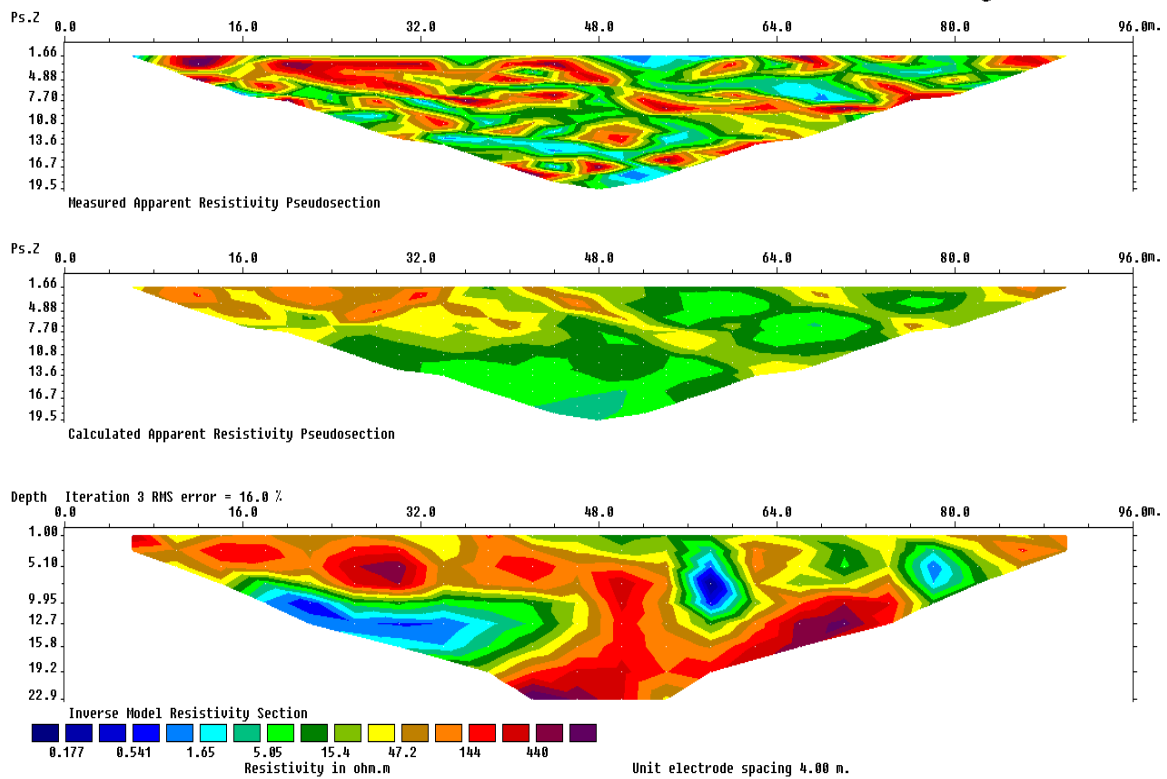 Ps.Z 0.0 16.0 32.0 48.0 64.0 80.0 96.0m.
1.66
4.88
7.78
10.8
13.6
16.7
19.5
Measured Apparent Resistivity Pseudosection
Ps.Z 0.0 16.0 32.0 48.0 64.0 80.0 96.0m.
1.66
4.88
7.78
10.8
13.6
16.7
19.5
Calculated Apparent Resistivity Pseudosection
Depth Iteration 3 RMS error = 16.0 %
0.0 16.0 32.0 48.0 64.0 80.0 96.0m.
1.00
5.18
9.95
12.7
15.8
19.2
22.9
Inverse Model Resistivity Section
0.177 0.541 1.65 5.05 15.4 47.2 144 440
Resistivity in ohm.m Unit electrode spacing 4.00 m.